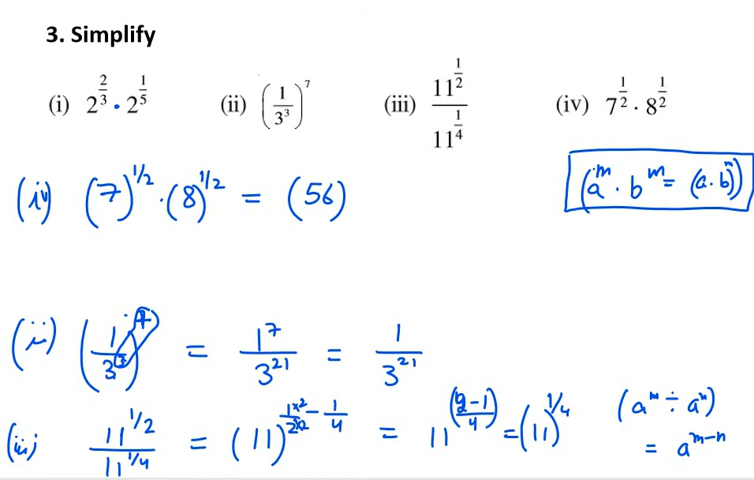 3. Simplify
(i) 2^{2/3} · 2^{1/5} (ii) (1/3^3)^7 (iii) 11^{1/2}/11^{1/4} (iv) 7^{1/2} · 8^{1/2}
(iv) (7)^{1/2} · (8)^{1/2} = (56)
(a^m · b^m = (a·b)^m)
(ii) (1/3^3)^7 = 1^7/3^{21} = 1/3^{21}
(iii) 11^{1/2}/11^{1/4} = (11)^{1×2/2×2 - 1/4} = 11^{(2-1)/4} = (11)^{1/4} (a^m ÷ a^n)
= a^{m-n}